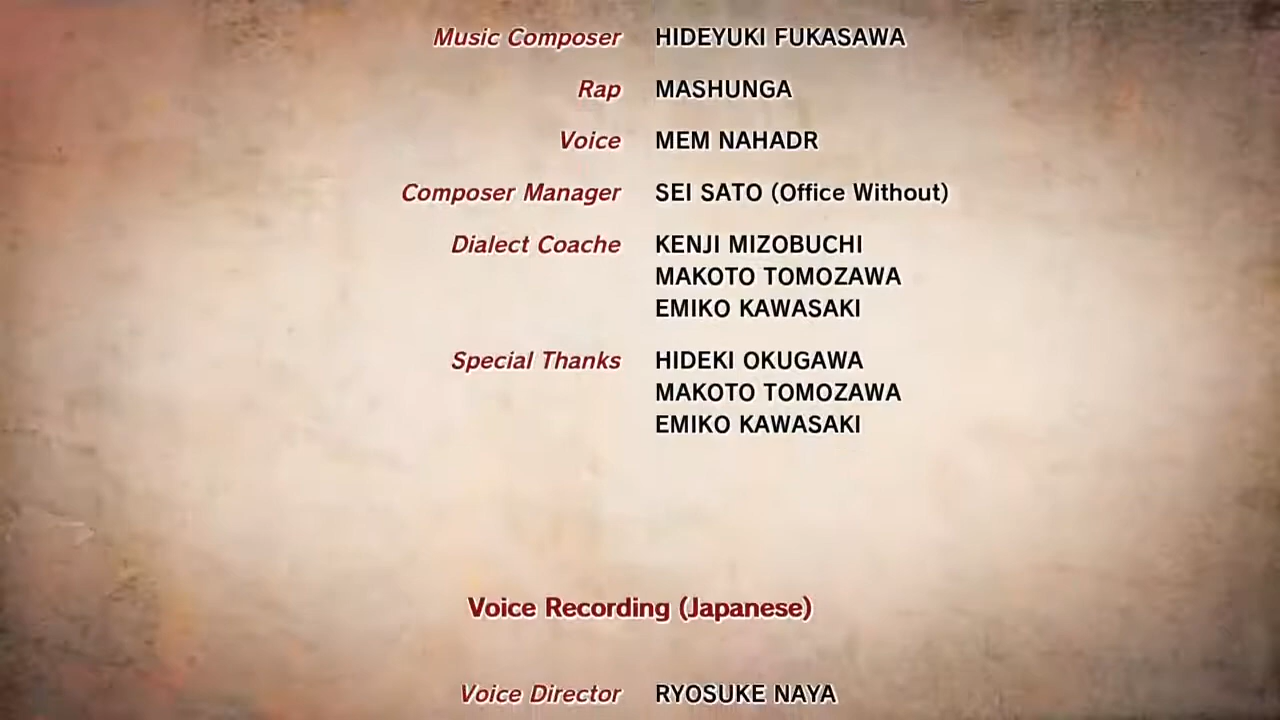 Music Composer HIDEYUKI FUKASAWA
Rap MASHUNGA
Voice MEM NAHADR
Composer Manager SEI SATO (Office Without)
Dialect Coache KENJI MIZOBUCHI
MAKOTO TOMOZAWA
EMIKO KAWASAKI
Special Thanks HIDEKI OKUGAWA
MAKOTO TOMOZAWA
EMIKO KAWASAKI
Voice Recording (Japanese)
Voice Director RYOSUKE NAYA